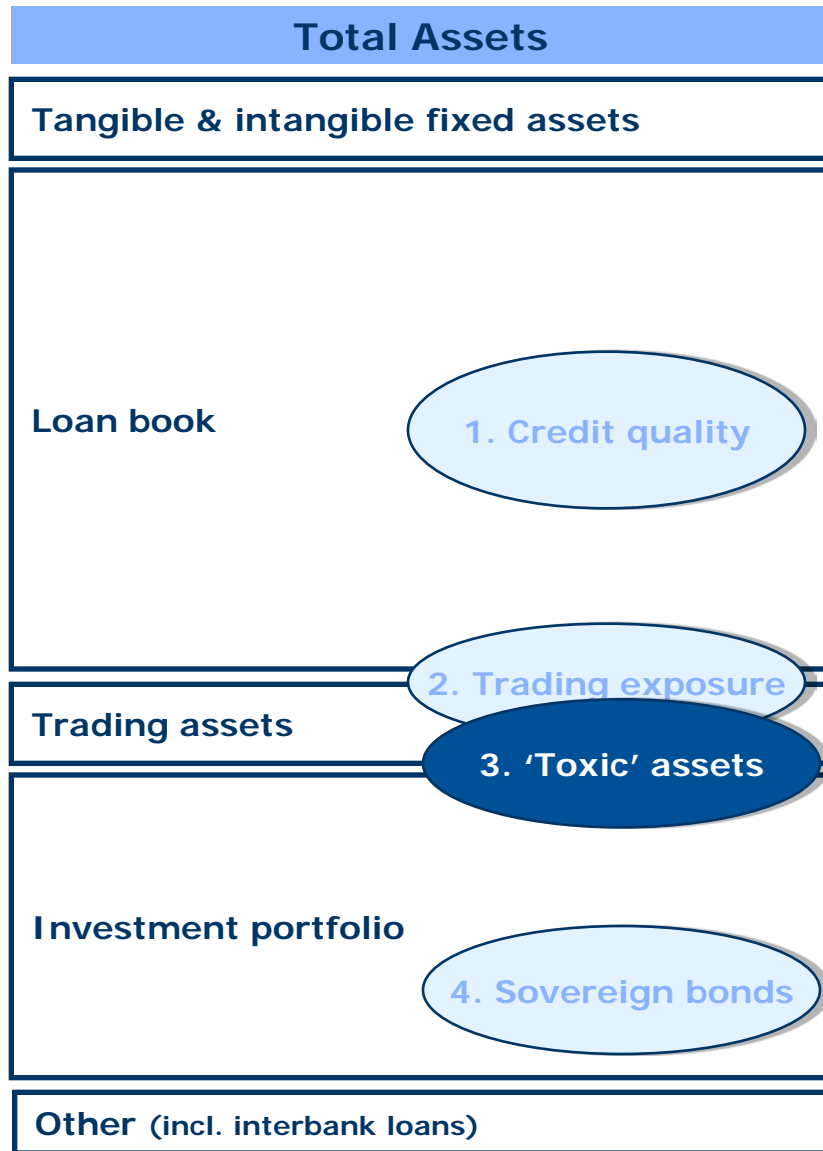 Total Assets
Tangible & intangible fixed assets
Loan book
1. Credit quality
2. Trading exposure
Trading assets
3. ‘Toxic’ assets
Investment portfolio
4. Sovereign bonds
Other (incl. interbank loans)